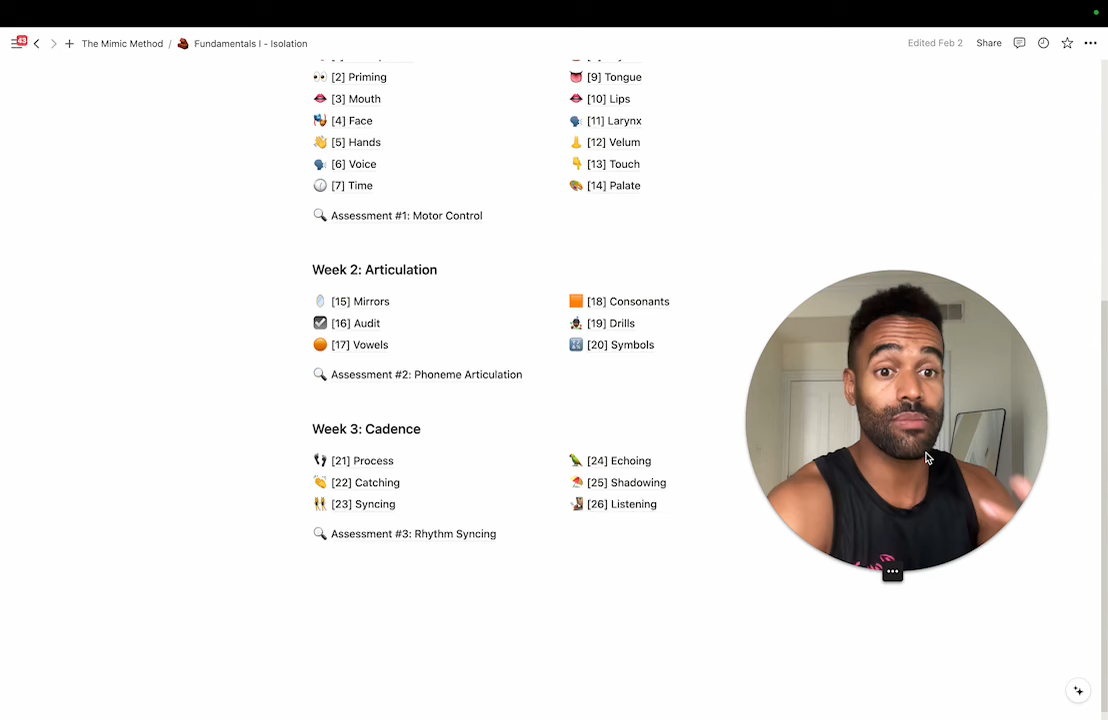 43
The Mimic Method / Fundamentals I - Isolation
Edited Feb 2
Share
[2] Priming
[3] Mouth
[4] Face
[5] Hands
[6] Voice
[7] Time
[9] Tongue
[10] Lips
[11] Larynx
[12] Velum
[13] Touch
[14] Palate
Assessment #1: Motor Control
Week 2: Articulation
[15] Mirrors
[16] Audit
[17] Vowels
[18] Consonants
[19] Drills
[20] Symbols
Assessment #2: Phoneme Articulation
Week 3: Cadence
[21] Process
[22] Catching
[23] Syncing
[24] Echoing
[25] Shadowing
[26] Listening
Assessment #3: Rhythm Syncing